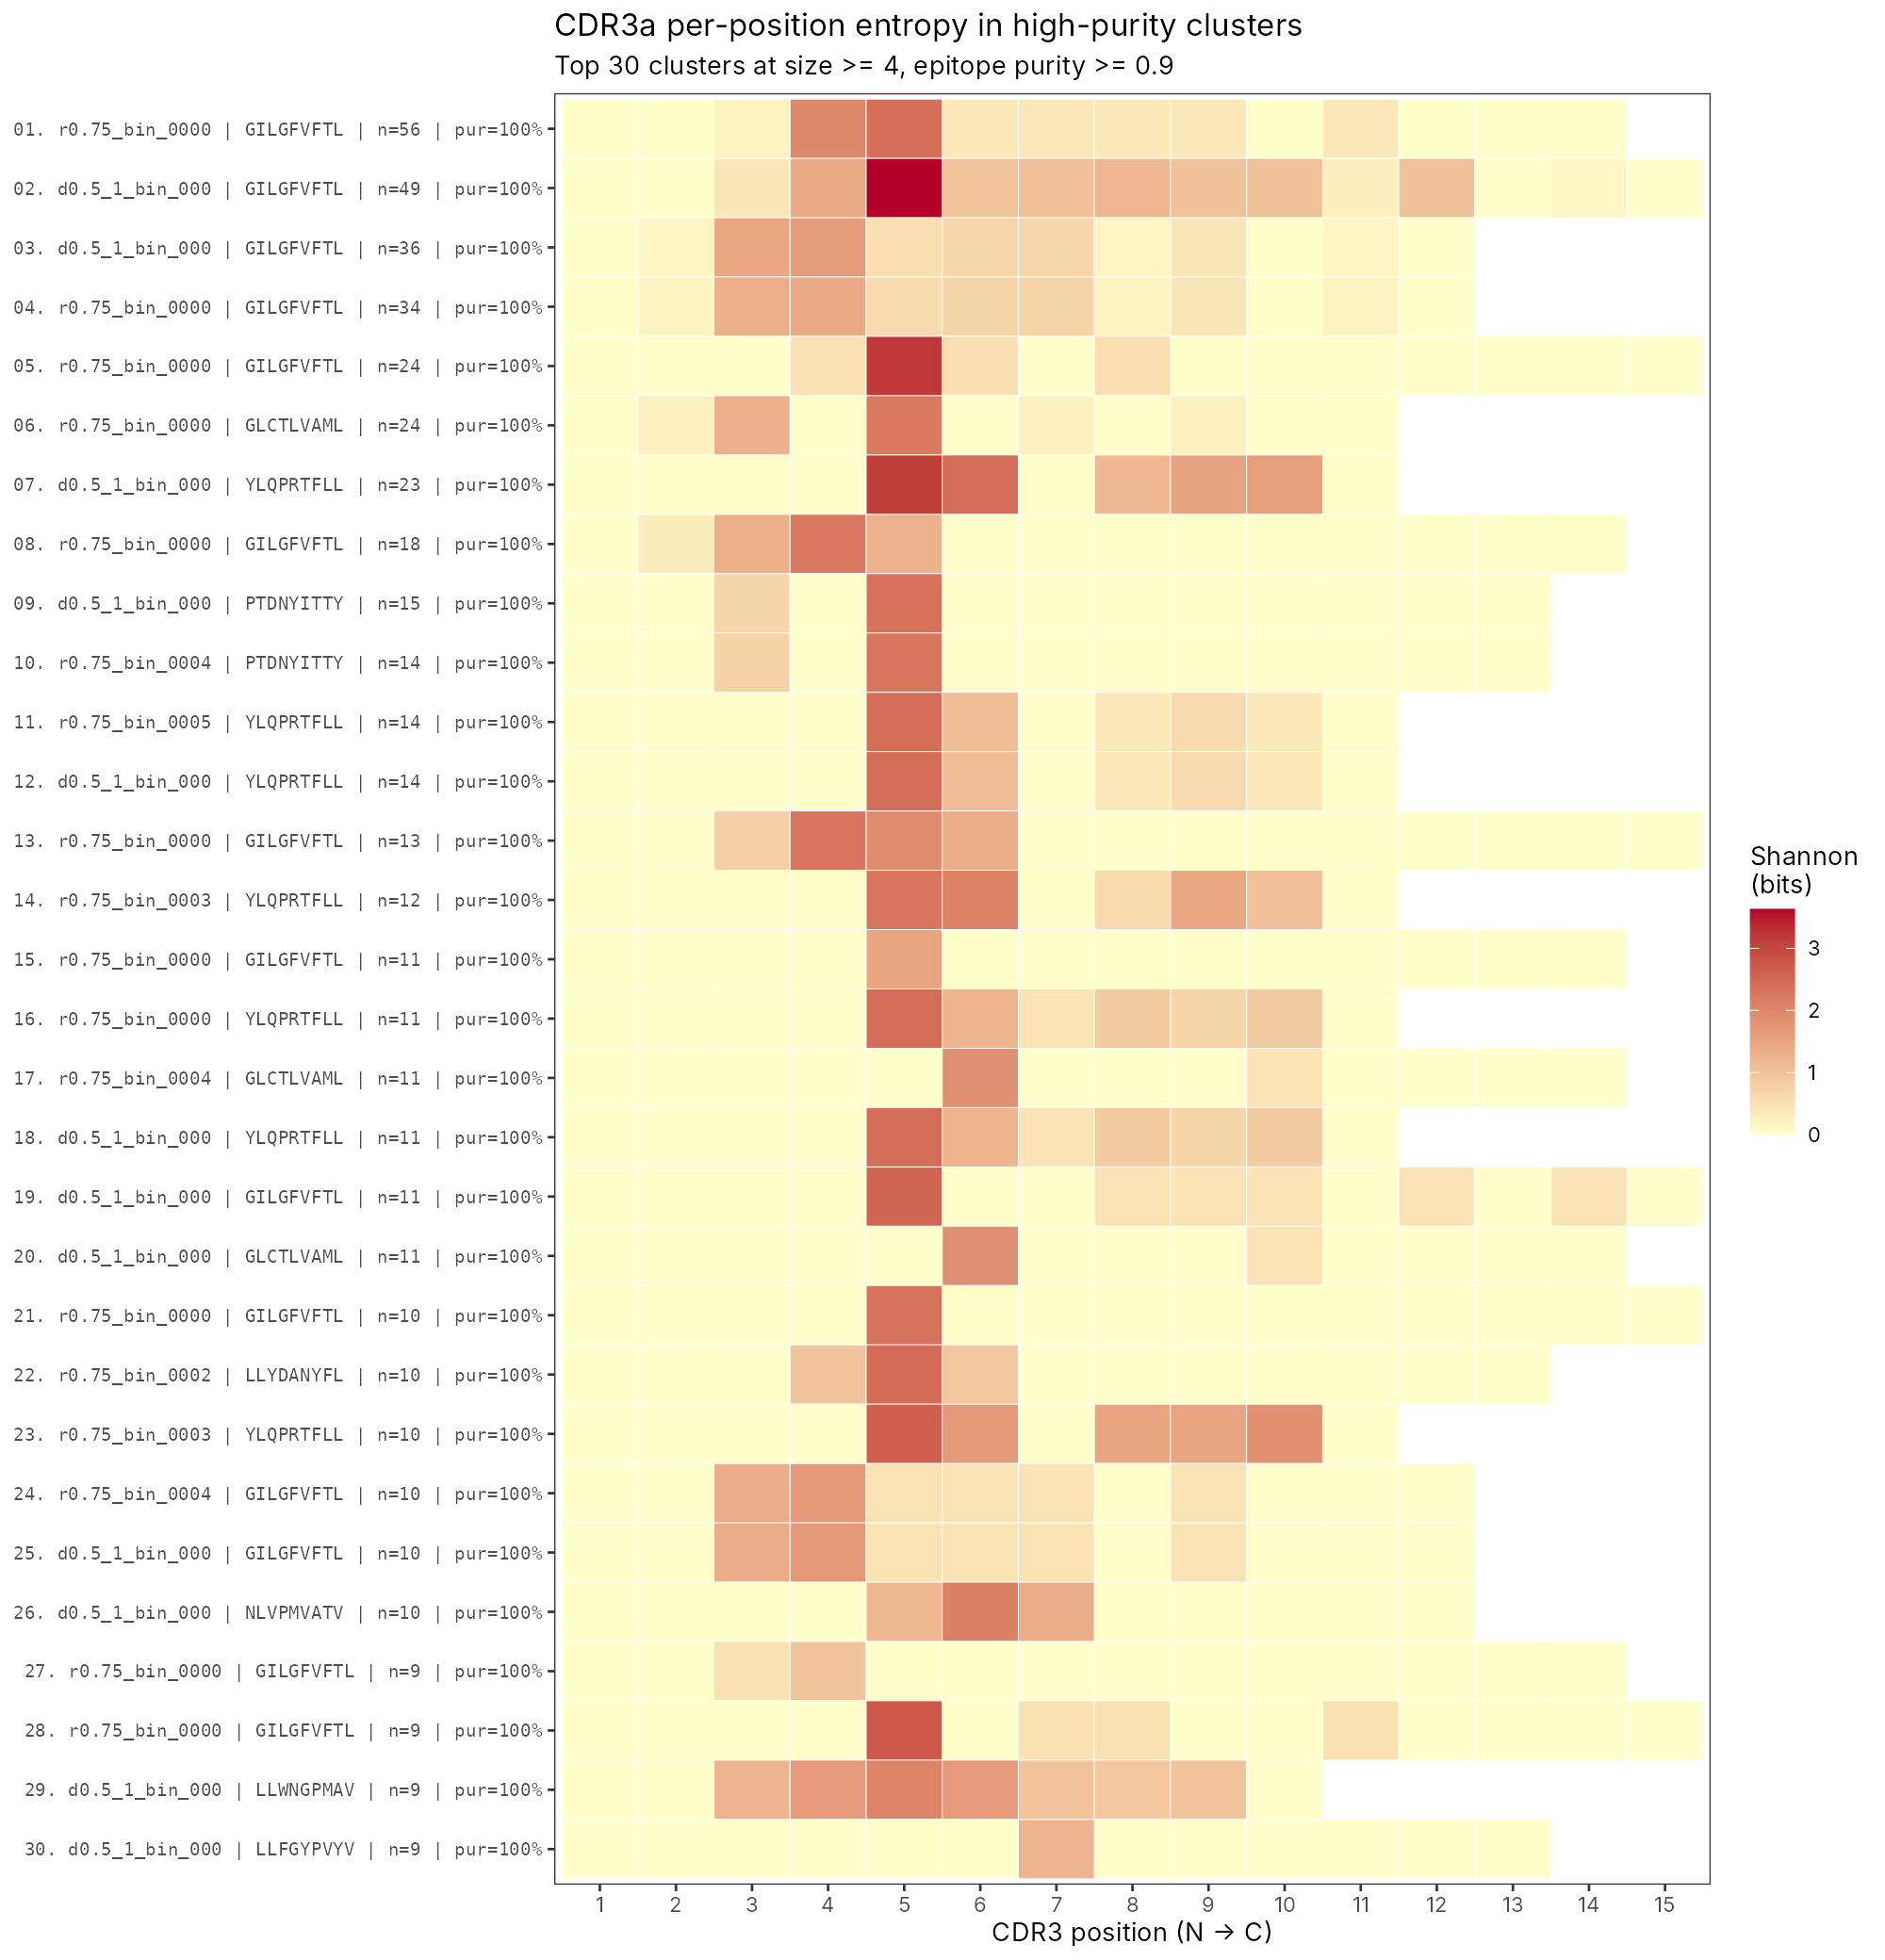 CDR3a per-position entropy in high-purity clusters
Top 30 clusters at size >= 4, epitope purity >= 0.9
01. r0.75_bin_0000 | GILGFVFTL | n=56 | pur=100%
02. d0.5_1_bin_000 | GILGFVFTL | n=49 | pur=100%
03. d0.5_1_bin_000 | GILGFVFTL | n=36 | pur=100%
04. r0.75_bin_0000 | GILGFVFTL | n=34 | pur=100%
05. r0.75_bin_0000 | GILGFVFTL | n=24 | pur=100%
06. r0.75_bin_0000 | GLCTLVAML | n=24 | pur=100%
07. d0.5_1_bin_000 | YLQPRTFLL | n=23 | pur=100%
08. r0.75_bin_0000 | GILGFVFTL | n=18 | pur=100%
09. d0.5_1_bin_000 | PTDNYITTY | n=15 | pur=100%
10. r0.75_bin_0004 | PTDNYITTY | n=14 | pur=100%
11. r0.75_bin_0005 | YLQPRTFLL | n=14 | pur=100%
12. d0.5_1_bin_000 | YLQPRTFLL | n=14 | pur=100%
13. r0.75_bin_0000 | GILGFVFTL | n=13 | pur=100%
14. r0.75_bin_0003 | YLQPRTFLL | n=12 | pur=100%
15. r0.75_bin_0000 | GILGFVFTL | n=11 | pur=100%
16. r0.75_bin_0000 | YLQPRTFLL | n=11 | pur=100%
17. r0.75_bin_0004 | GLCTLVAML | n=11 | pur=100%
18. d0.5_1_bin_000 | YLQPRTFLL | n=11 | pur=100%
19. d0.5_1_bin_000 | GILGFVFTL | n=11 | pur=100%
20. d0.5_1_bin_000 | GLCTLVAML | n=11 | pur=100%
21. r0.75_bin_0000 | GILGFVFTL | n=10 | pur=100%
22. r0.75_bin_0002 | LLYDANYFL | n=10 | pur=100%
23. r0.75_bin_0003 | YLQPRTFLL | n=10 | pur=100%
24. r0.75_bin_0004 | GILGFVFTL | n=10 | pur=100%
25. d0.5_1_bin_000 | GILGFVFTL | n=10 | pur=100%
26. d0.5_1_bin_000 | NLVPMVATV | n=10 | pur=100%
27. r0.75_bin_0000 | GILGFVFTL | n=9 | pur=100%
28. r0.75_bin_0000 | GILGFVFTL | n=9 | pur=100%
29. d0.5_1_bin_000 | LLWNGPMAV | n=9 | pur=100%
30. d0.5_1_bin_000 | LLFGYPVYV | n=9 | pur=100%
1 2 3 4 5 6 7 8 9 10 11 12 13 14 15
CDR3 position (N → C)
Shannon
(bits)
3
2
1
0